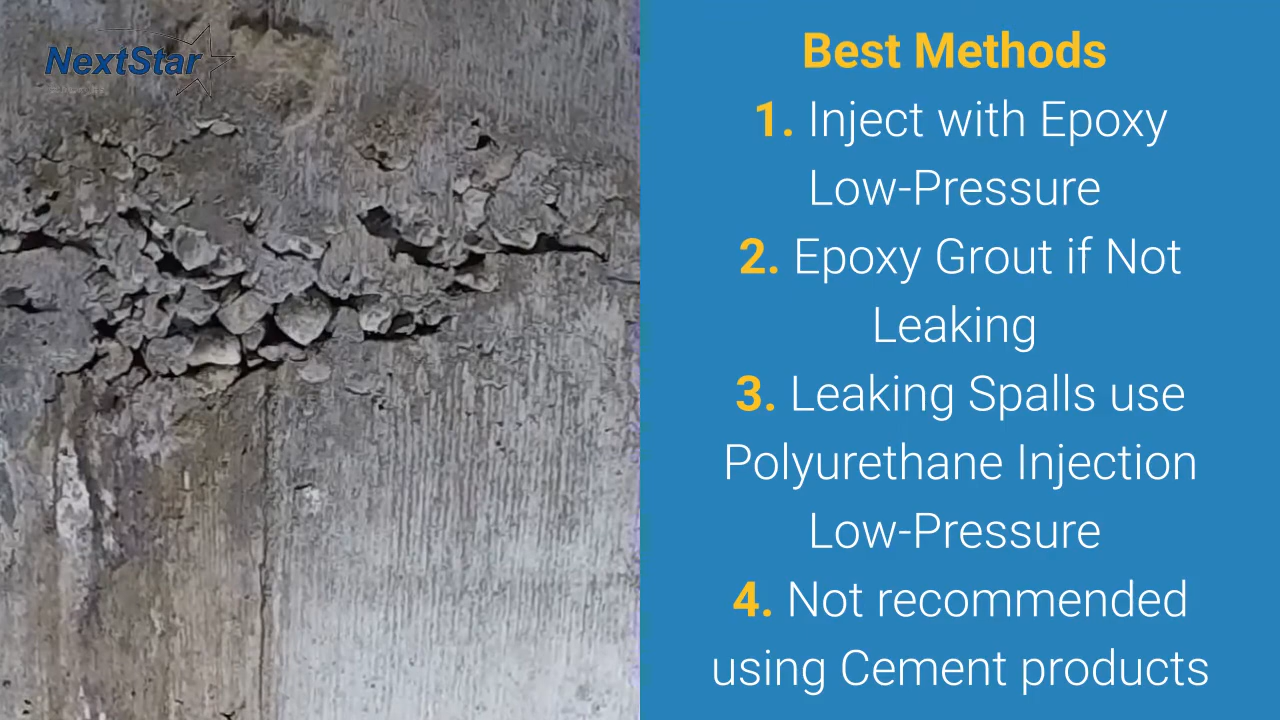 NextStar
Best Methods
1. Inject with Epoxy
Low-Pressure
2. Epoxy Grout if Not
Leaking
3. Leaking Spalls use
Polyurethane Injection
Low-Pressure
4. Not recommended
using Cement products